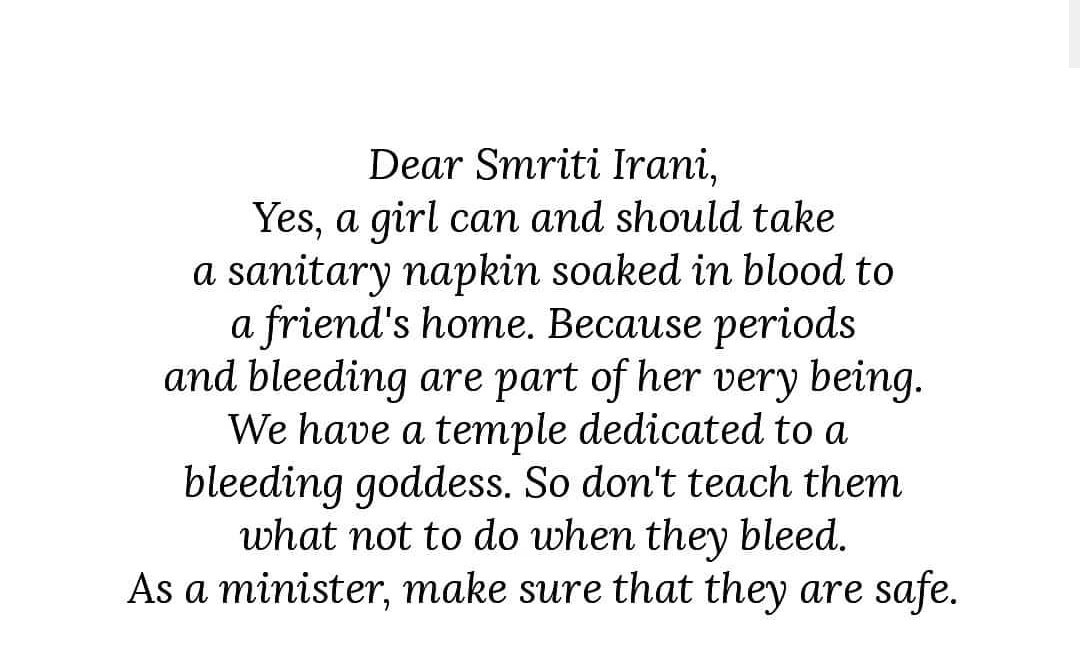 Dear Smriti Irani,
Yes, a girl can and should take
a sanitary napkin soaked in blood to
a friend's home. Because periods
and bleeding are part of her very being.
We have a temple dedicated to a
bleeding goddess. So don't teach them
what not to do when they bleed.
As a minister, make sure that they are safe.